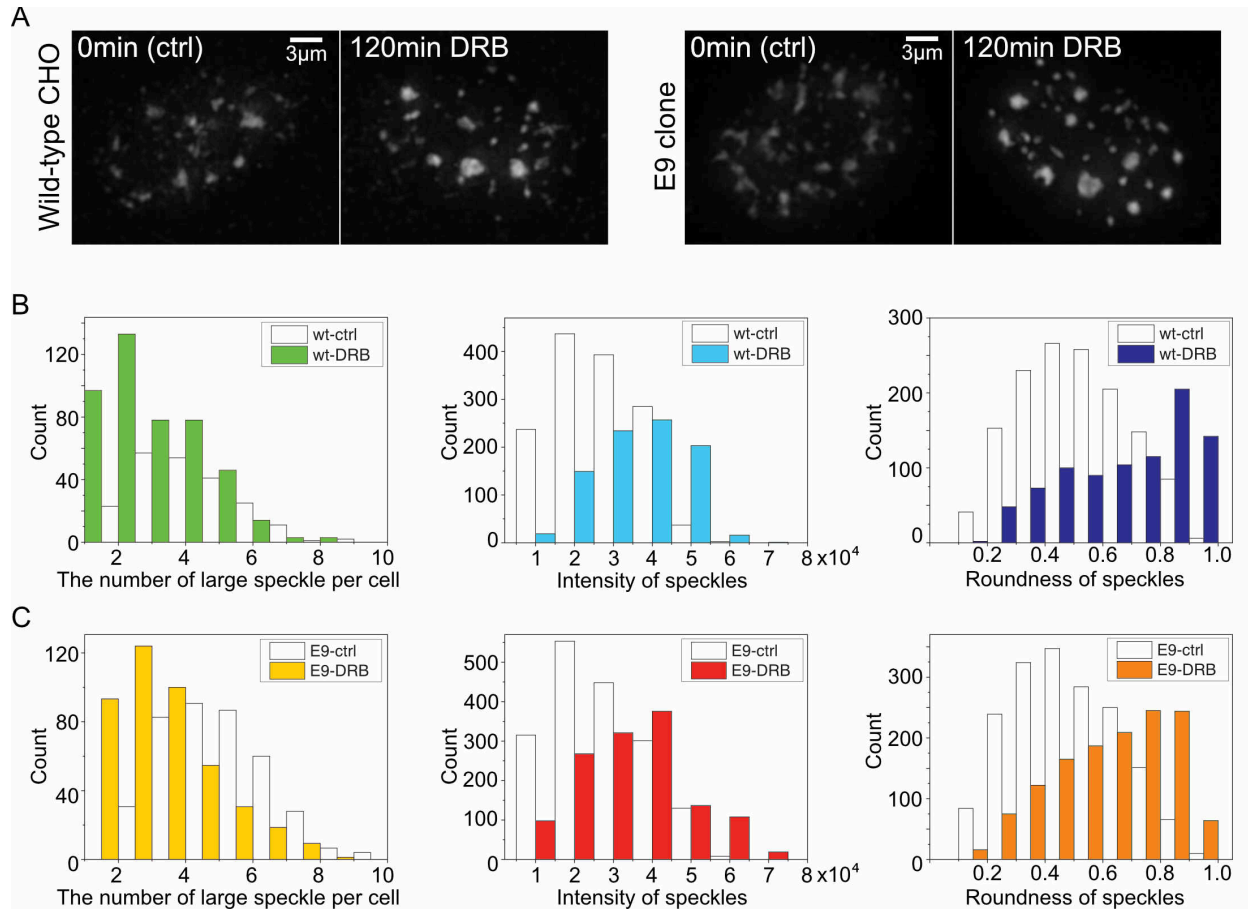 A
Wild-type CHO
0min (ctrl)
3µm
120min DRB
E9 clone
0min (ctrl)
3µm
120min DRB
B
Count
120
80
40
0
wt-ctrl
wt-DRB
2 4 6 8 10
The number of large speckle per cell
Count
400
300
200
100
0
wt-ctrl
wt-DRB
1 2 3 4 5 6 7 8 x10⁴
Intensity of speckles
Count
300
200
150
100
50
0
wt-ctrl
wt-DRB
0.2 0.4 0.6 0.8 1.0
Roundness of speckles
C
Count
120
80
40
0
E9-ctrl
E9-DRB
2 4 6 8 10
The number of large speckle per cell
Count
500
400
300
200
100
0
E9-ctrl
E9-DRB
1 2 3 4 5 6 7 8 x10⁴
Intensity of speckles
Count
300
200
100
0
E9-ctrl
E9-DRB
0.2 0.4 0.6 0.8 1.0
Roundness of speckles